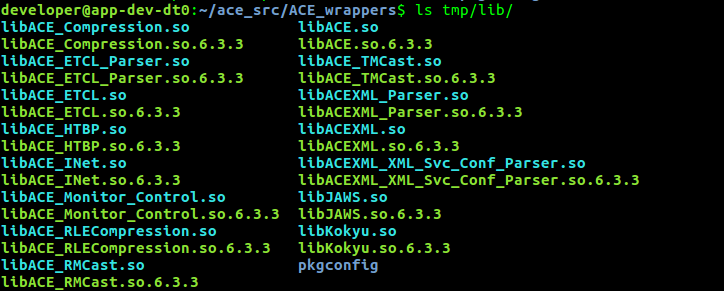 developer@app-dev-dt0:~/ace_src/ACE_wrappers$ ls tmp/lib/
libACE_Compression.so libACE.so
libACE_Compression.so.6.3.3 libACE.so.6.3.3
libACE_ETCL_Parser.so libACE_TMCast.so
libACE_ETCL_Parser.so.6.3.3 libACE_TMCast.so.6.3.3
libACE_ETCL.so libACEXML_Parser.so
libACE_ETCL.so.6.3.3 libACEXML_Parser.so.6.3.3
libACE_HTBP.so libACEXML.so
libACE_HTBP.so.6.3.3 libACEXML.so.6.3.3
libACE_INet.so libACEXML_XML_Svc_Conf_Parser.so
libACE_INet.so.6.3.3 libACEXML_XML_Svc_Conf_Parser.so.6.3.3
libACE_Monitor_Control.so libJAWS.so
libACE_Monitor_Control.so.6.3.3 libJAWS.so.6.3.3
libACE_RLECompression.so libKokyu.so
libACE_RLECompression.so.6.3.3 libKokyu.so.6.3.3
libACE_RMCast.so pkgconfig
libACE_RMCast.so.6.3.3